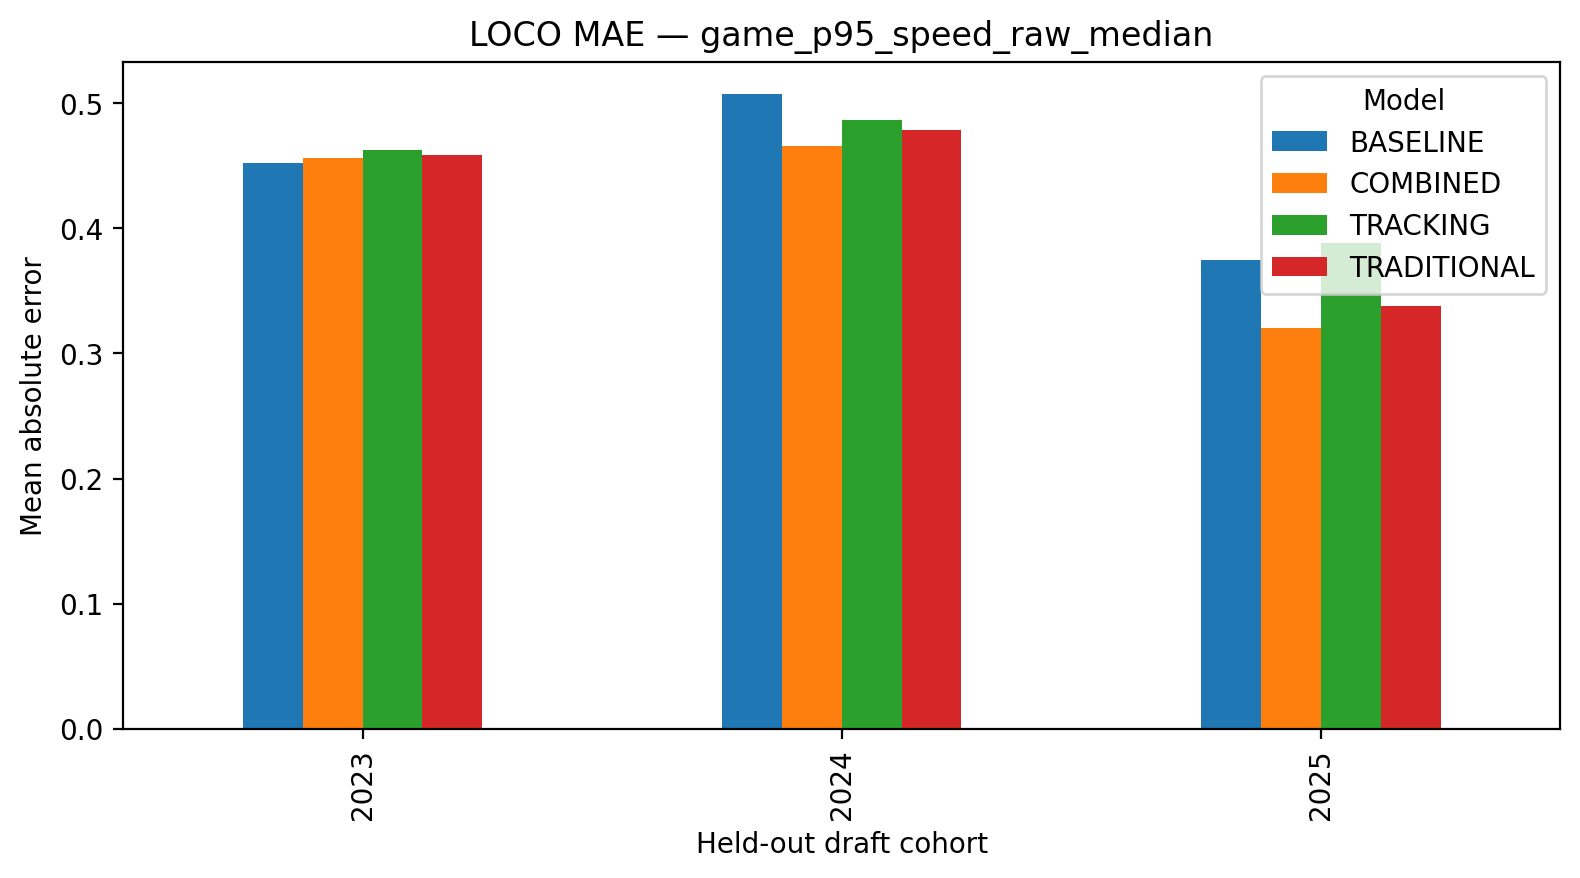 LOCO MAE — game_p95_speed_raw_median
Model
BASELINE
COMBINED
TRACKING
TRADITIONAL
Mean absolute error
0.5
0.4
0.3
0.2
0.1
0.0
2023
2024
2025
Held-out draft cohort